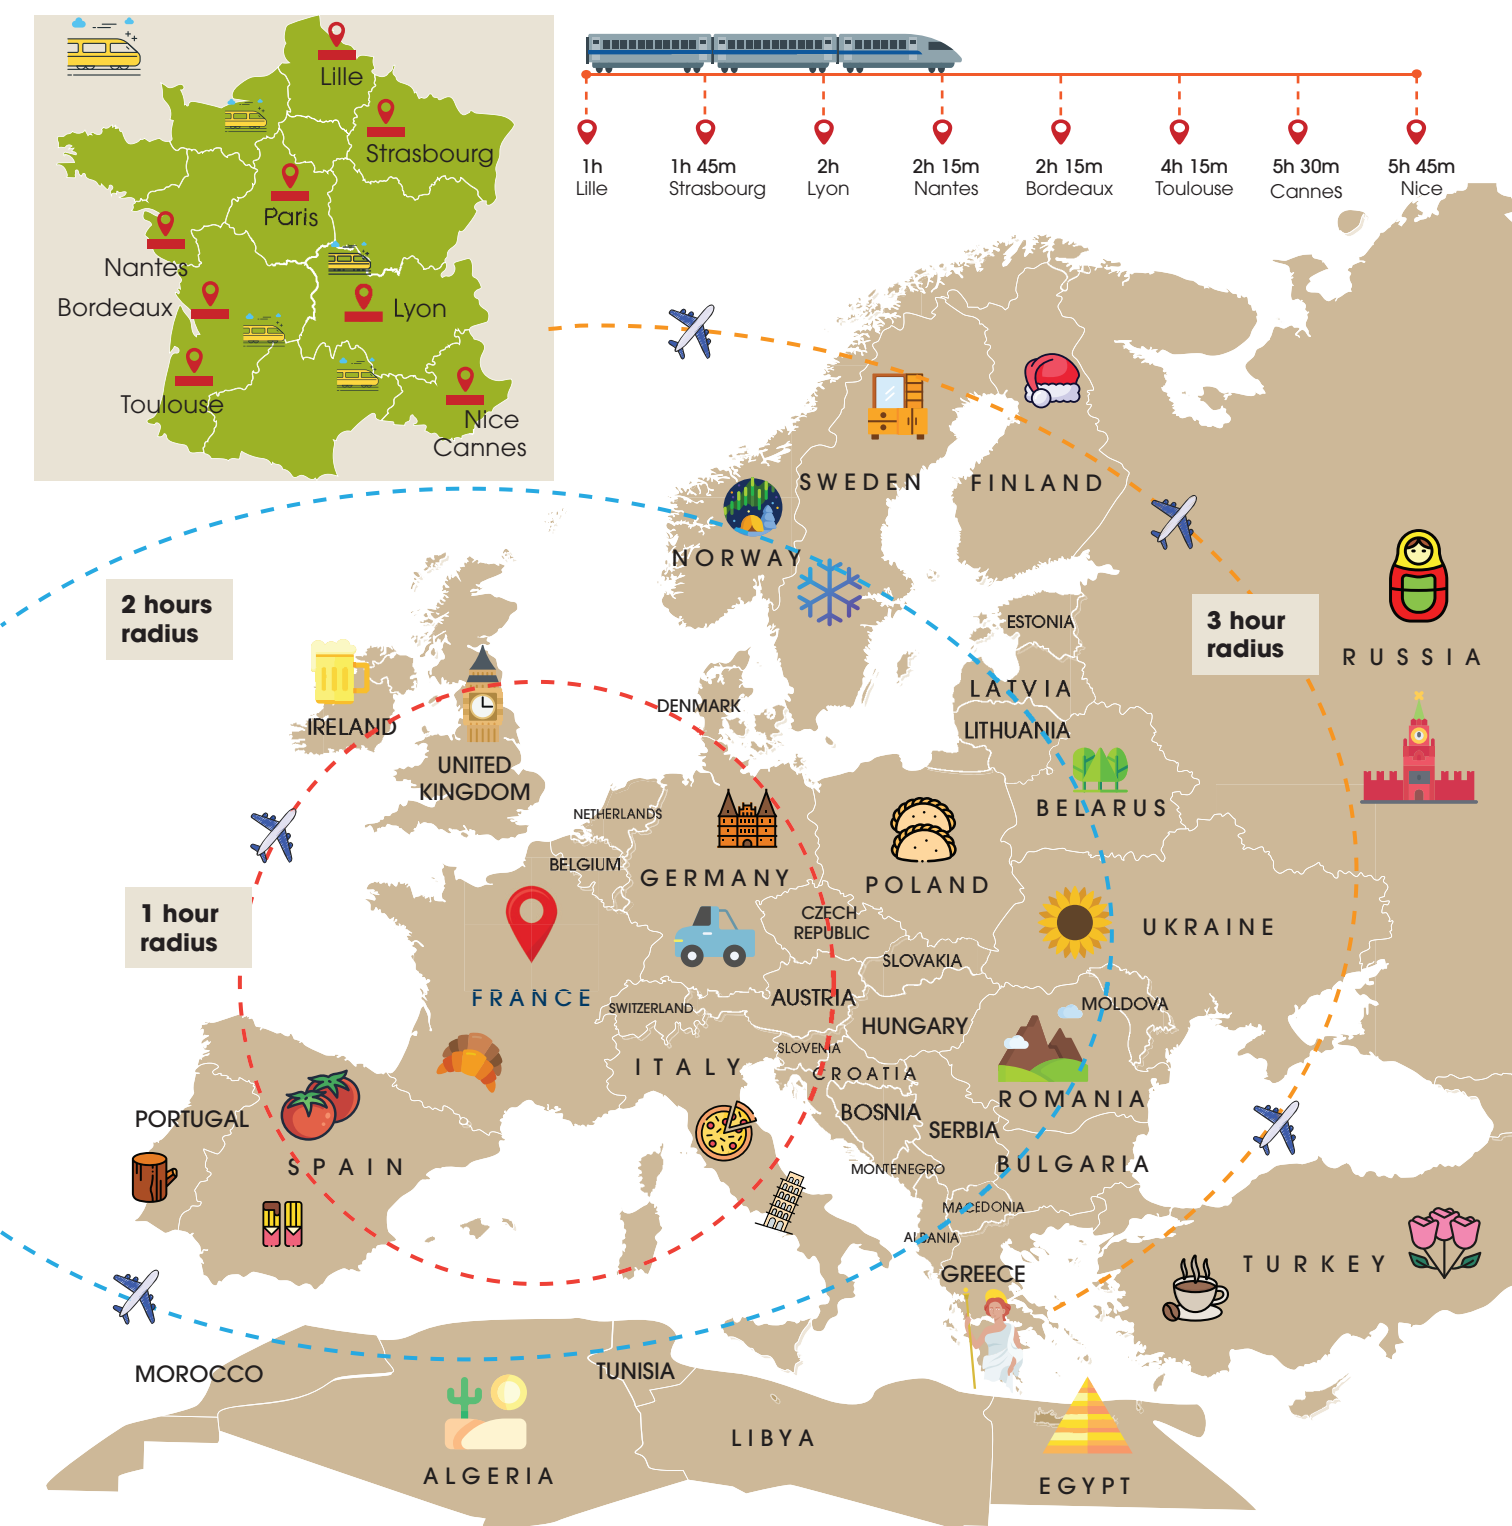 Lille
Strasbourg
Paris
Nantes
Bordeaux
Lyon
Toulouse
Nice
Cannes
1h
Lille
1h 45m
Strasbourg
2h
Lyon
2h 15m
Nantes
2h 15m
Bordeaux
4h 15m
Toulouse
5h 30m
Cannes
5h 45m
Nice
SWEDEN
FINLAND
NORWAY
2 hours
radius
3 hour
radius
ESTONIA
RUSSIA
LATVIA
DENMARK
IRELAND
LITHUANIA
UNITED
KINGDOM
BELARUS
NETHERLANDS
BELGIUM
GERMANY
POLAND
1 hour
radius
CZECH
REPUBLIC
UKRAINE
SLOVAKIA
FRANCE
SWITZERLAND
AUSTRIA
MOLDOVA
HUNGARY
SLOVENIA
ITALY
CROATIA
ROMANIA
PORTUGAL
BOSNIA
SERBIA
SPAIN
MONTENEGRO
BULGARIA
MACEDONIA
ALBANIA
GREECE
TURKEY
MOROCCO
TUNISIA
LIBYA
ALGERIA
EGYPT